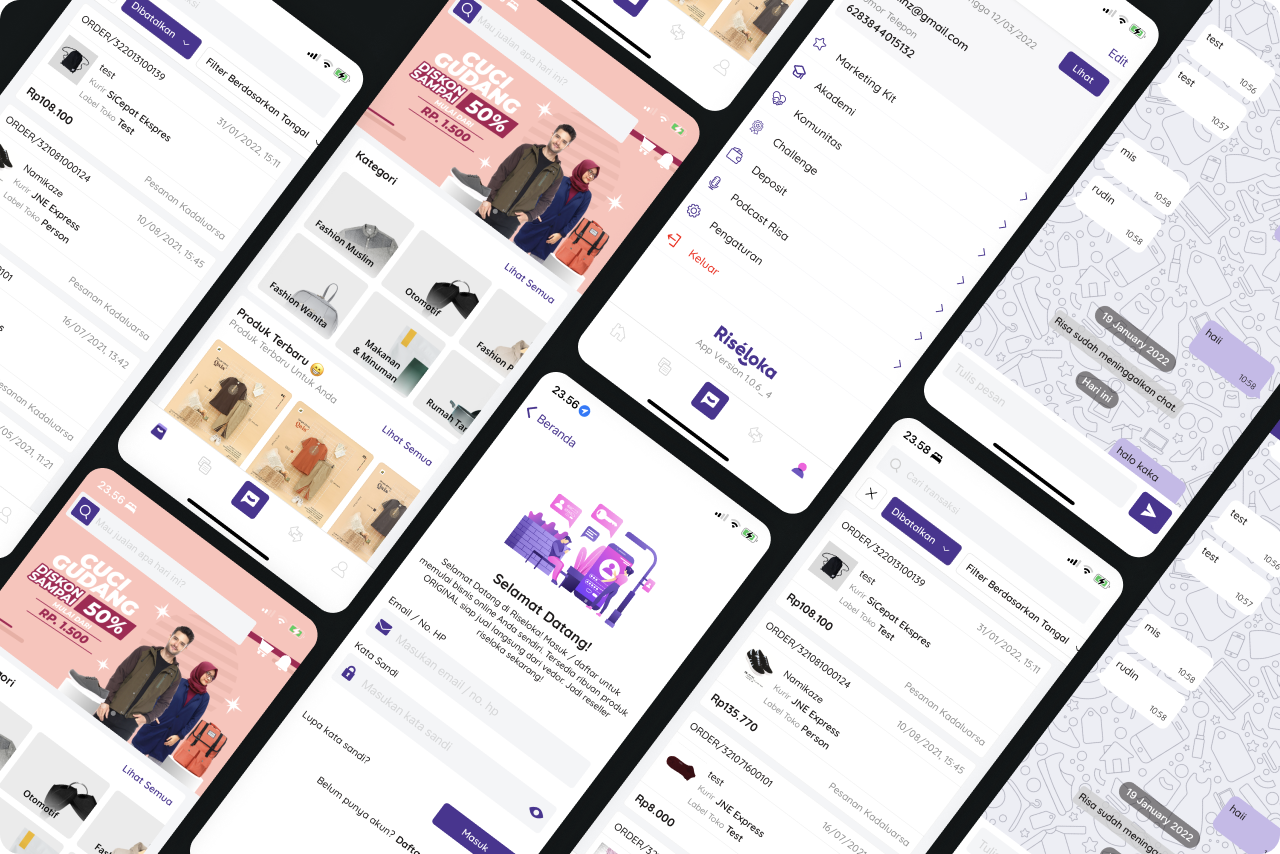 Dibatalkan
Filter Berdasarkan Tangal
ORDER/322013100139
31/01/2022, 15:11
test
Kurir SiCepat Ekspres
Label Toko Test
Rp108.100
Pesanan Kadaluarsa
ORDER/3210810​0124
10/08/2021, 15:45
Namikaze
Kurir JNE Express
Label Toko Person
Pesanan Kadaluarsa
16/07/2021, 13.42
Pesanan Kadaluarsa
/05/2021, 11:21
Mau jualan apa hari ini?
CUCI
GUDANG
DISKON
SAMPAI 50%
MULAI DARI
RP. 1.500
Kategori
Lihat Semua
Fashion Muslim
Otomotif
Fashion Wanita
Makanan
& Minuman
Rumah Tan
Produk Terbaru 😄
Produk Terbaru Untuk Anda
Lihat Semua
12/03/2022
@gmail.com
Nomor Telepon
6283844015132
Edit
Lihat
Marketing Kit
Akademi
Komunitas
Challenge
Deposit
Podcast Risa
Pengaturan
Keluar
Riseloka
App Version 1.0.6_4
test
10:56
test
10:57
mis
10:58
rudin
10:58
19 January 2022
Risa sudah meninggalkan chat.
haii
10:58
Hari ini
halo kaka
Tulis pesan
23.56
Mau jualan apa hari ini?
CUCI
GUDANG
DISKON
SAMPAI 50%
MULAI DARI
RP. 1.500
egori
Lihat Semua
Otomotif
23.56
Beranda
Selamat Datang!
Selamat Datang di Riseloka! Masuk / daftar untuk
memulai bisnis online Anda sendiri. Tersedia ribuan produk
ORIGINAL siap jual langsung dari vedor. Jadi reseller
riseloka sekarang!
Email / No. HP
Masukan email / no. hp
Kata Sandi
Masukan kata sandi
Lupa kata sandi?
Masuk
Belum punya akun? Dafta
23.58
Cari transaksi
Dibatalkan
Filter Berdasarkan Tangal
ORDER/322013100139
31/01/2022, 15:11
test
Kurir SiCepat Ekspres
Label Toko Test
Rp108.100
Pesanan Kadaluarsa
ORDER/321081000124
10/08/2021, 15:45
Namikaze
Kurir JNE Express
Label Toko Person
Rp135.770
Pesanan Kadaluarsa
ORDER/321071600101
16/07/
test
Kurir JNE Express
Label Toko Test
Rp8.000
test
10:56
test
10:57
mis
10:58
rudin
10:58
19 January 2022
Risa sudah meningga
haii